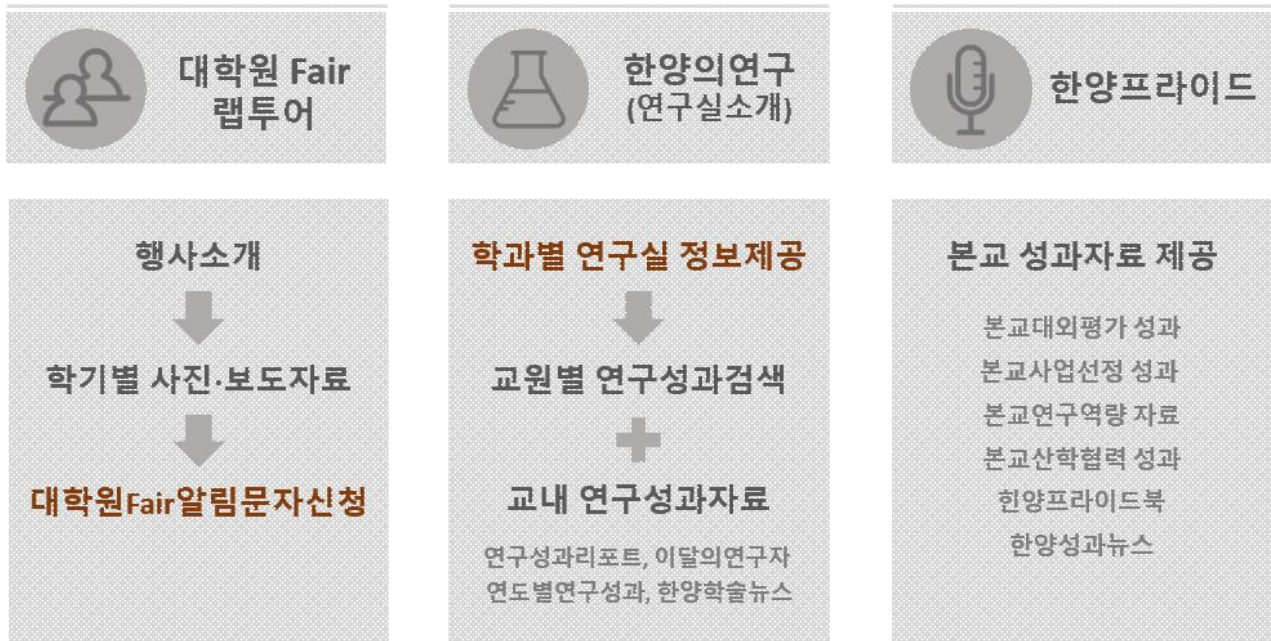 대학원 Fair
랩투어
한양의연구
(연구실소개)
한양프라이드
행사소개
학기별 사진·보도자료
대학원Fair알림문자신청
학과별 연구실 정보제공
교원별 연구성과검색
교내 연구성과자료
연구성과리포트, 이달의연구자
연도별연구성과, 한양학술뉴스
본교 성과자료 제공
본교대외평가 성과
본교사업선정 성과
본교연구역량 자료
본교산학협력 성과
힌양프라이드북
한양성과뉴스